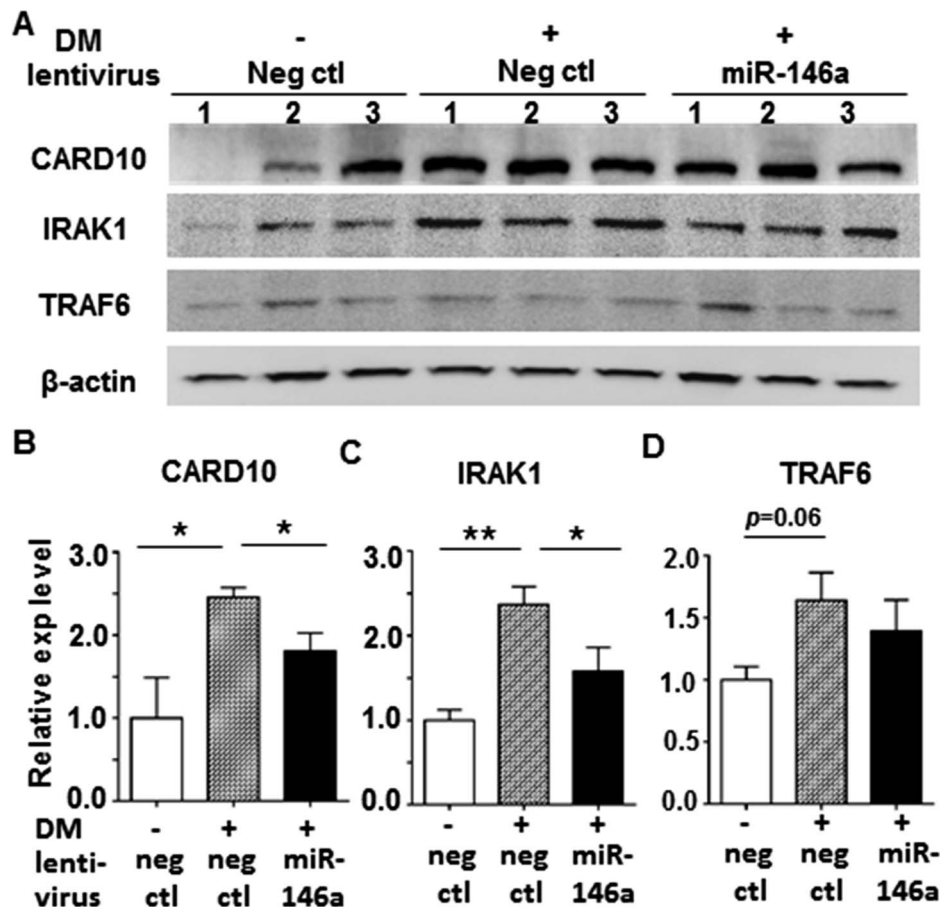 A
DM - + +
lentivirus Neg ctl Neg ctl miR-146a
1 2 3 1 2 3 1 2 3
CARD10
IRAK1
TRAF6
β-actin
B
CARD10
* *
Relative exp level
3.0
2.0
1.0
0.0
DM - + +
lenti- neg neg miR-
virus ctl ctl 146a
C
IRAK1
** *
3.0
2.0
1.0
0.0
- + +
neg neg miR-
ctl ctl 146a
D
TRAF6
p=0.06
2.0
1.5
1.0
0.5
0.0
- + +
neg neg miR-
ctl ctl 146a